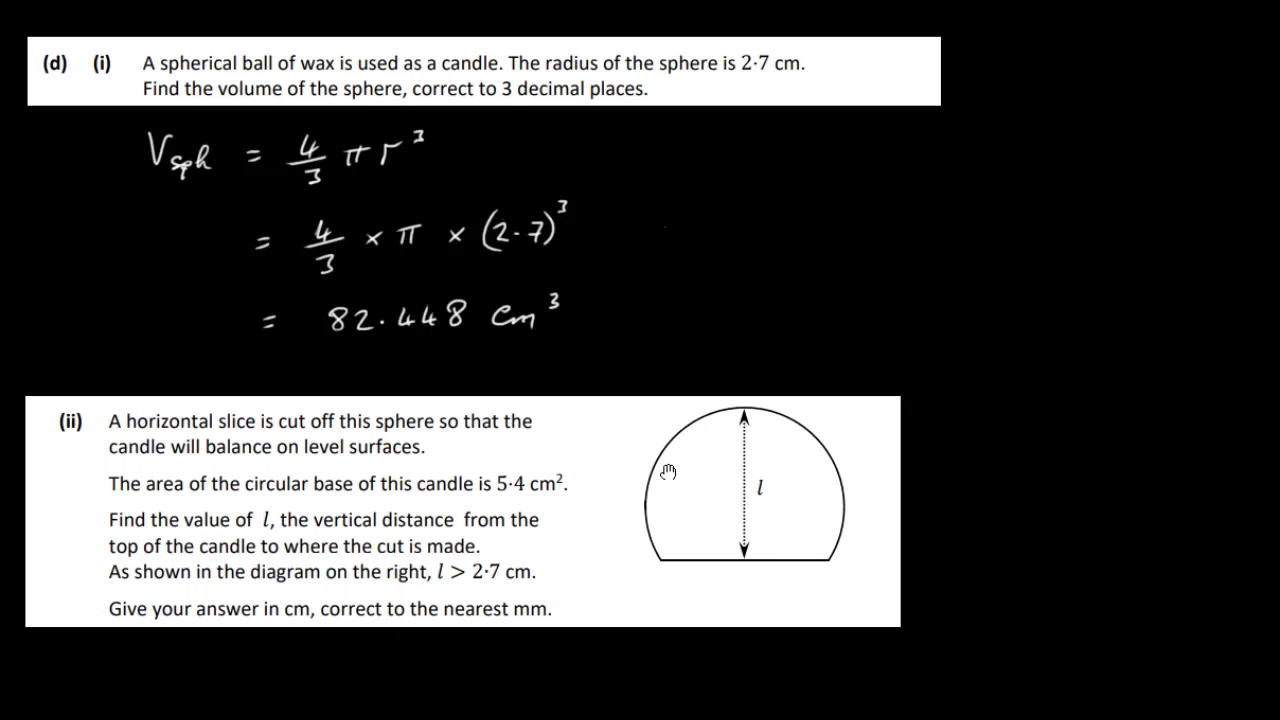 (d) (i) A spherical ball of wax is used as a candle. The radius of the sphere is 2·7 cm.
Find the volume of the sphere, correct to 3 decimal places.
V_sph = 4/3 π r³
= 4/3 × π × (2.7)³
= 82.448 cm³
(ii) A horizontal slice is cut off this sphere so that the
candle will balance on level surfaces.
The area of the circular base of this candle is 5·4 cm².
Find the value of l, the vertical distance from the
top of the candle to where the cut is made.
As shown in the diagram on the right, l > 2·7 cm.
Give your answer in cm, correct to the nearest mm.
l